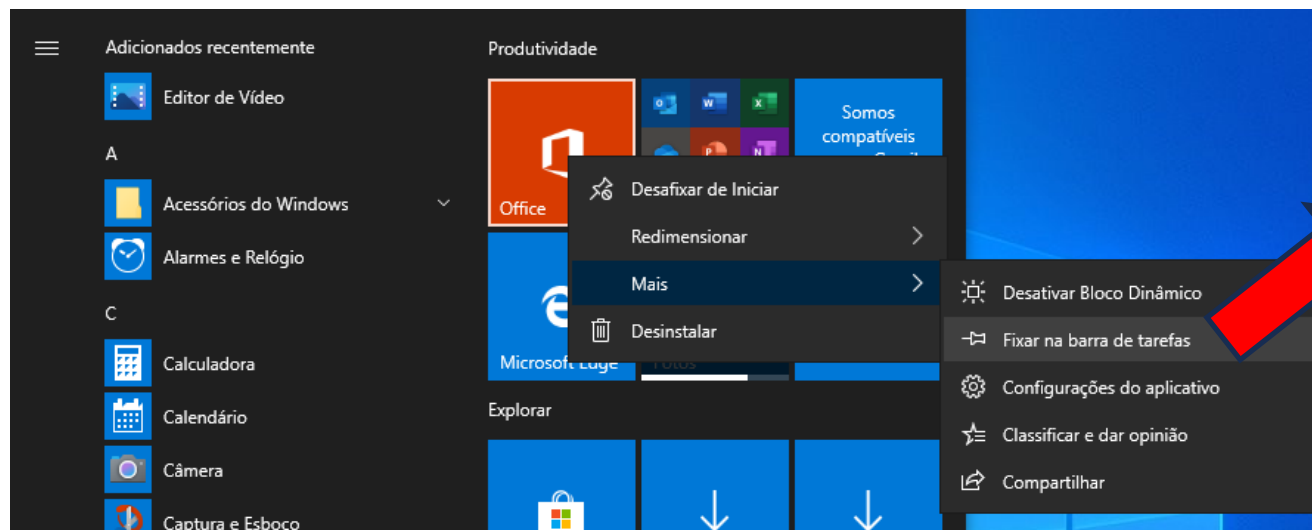 Adicionados recentemente
Editor de Vídeo
A
Acessórios do Windows
Alarmes e Relógio
C
Calculadora
Calendário
Câmera
Captura e Esboço
Produtividade
Office
Somos
compatíveis
Microsoft Edge
Fotos
Explorar
Desafixar de Iniciar
Redimensionar
Mais
Desinstalar
Desativar Bloco Dinâmico
Fixar na barra de tarefas
Configurações do aplicativo
Classificar e dar opinião
Compartilhar